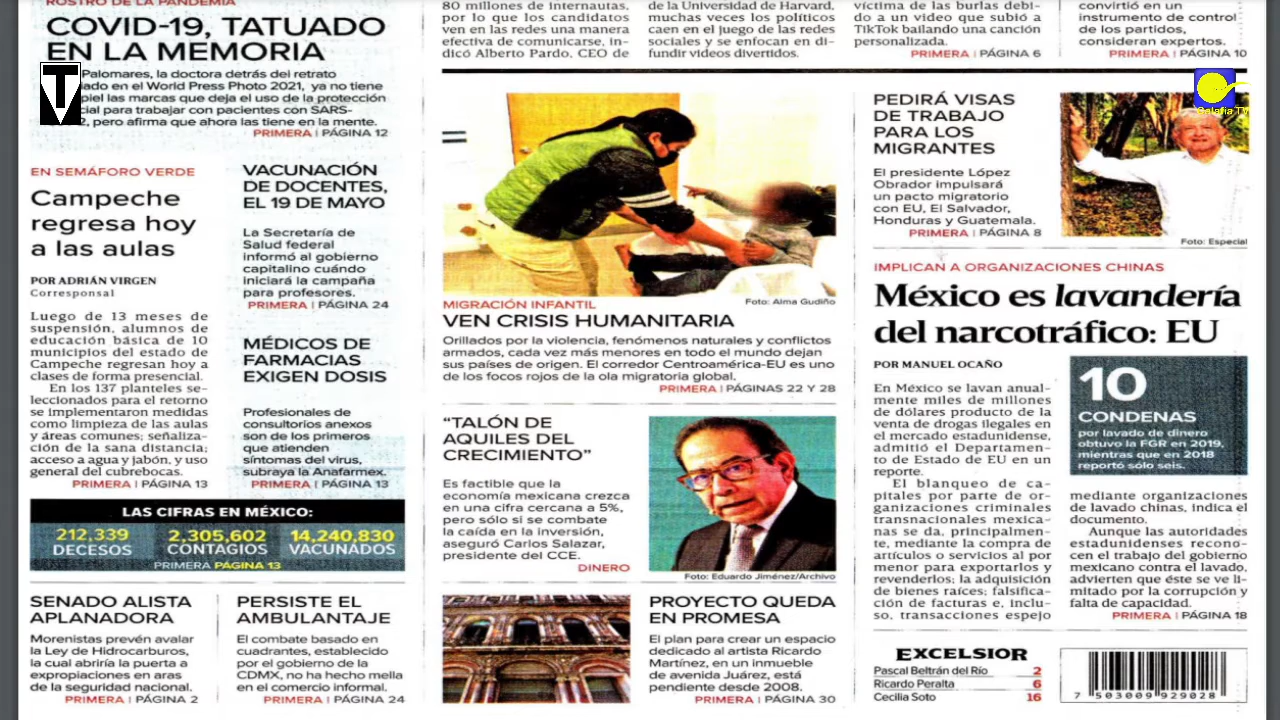 ROSTRO DE LA PANDEMIA
COVID-19, TATUADO
EN LA MEMORIA
Palomares, la doctora detrás del retrato
ado en el World Press Photo 2021, ya no tiene
piel las marcas que deja el uso de la protección
cial para trabajar con pacientes con SARS-
2, pero afirma que ahora las tiene en la mente.
PRIMERA | PÁGINA 12
T
EN SEMÁFORO VERDE
Campeche
regresa hoy
a las aulas
POR ADRIÁN VIRGEN
Corresponsal
Luego de 13 meses de
suspensión, alumnos de
educación básica de 10
municipios del estado de
Campeche regresan hoy a
clases de forma presencial.
En los 137 planteles se-
leccionados para el retorno
se implementaron medidas
como limpieza de las aulas
y áreas comunes; señaliza-
ción de la sana distancia;
acceso a agua y jabón, y uso
general del cubrebocas.
PRIMERA | PÁGINA 13
VACUNACIÓN
DE DOCENTES,
EL 19 DE MAYO
La Secretaría de
Salud federal
informó al gobierno
capitalino cuándo
iniciará la campaña
para profesores.
PRIMERA | PÁGINA 24
MÉDICOS DE
FARMACIAS
EXIGEN DOSIS
Profesionales de
consultorios anexos
son de los primeros
que atienden
síntomas del virus,
subraya la Anafarmex.
PRIMERA | PÁGINA 13
LAS CIFRAS EN MÉXICO:
212,339 2,305,602 14,240,830
DECESOS CONTAGIOS VACUNADOS
PRIMERA PÁGINA 13
SENADO ALISTA
APLANADORA
Morenistas prevén avalar
la Ley de Hidrocarburos,
la cual abriría la puerta a
expropiaciones en aras
de la seguridad nacional.
PRIMERA | PÁGINA 2
PERSISTE EL
AMBULANTAJE
El combate basado en
cuadrantes, establecido
por el gobierno de la
CDMX, no ha hecho mella
en el comercio informal.
PRIMERA | PÁGINA 24
80 millones de internautas,
por lo que los candidatos
ven en las redes una manera
efectiva de comunicarse, in-
dicó Alberto Pardo, CEO de
de la Universidad de Harvard,
muchas veces los políticos
caen en el juego de las redes
sociales y se enfocan en di-
fundir videos divertidos.
víctima de las burlas debi-
do a un video que subió a
TikTok bailando una canción
personalizada.
PRIMERA | PÁGINA 6
convirtió en un
instrumento de control
de los partidos,
consideran expertos.
PRIMERA | PÁGINA 10
Foto: Alma Gudiño
MIGRACIÓN INFANTIL
VEN CRISIS HUMANITARIA
Orillados por la violencia, fenómenos naturales y conflictos
armados, cada vez más menores en todo el mundo dejan
sus países de origen. El corredor Centroamérica-EU es uno
de los focos rojos de la ola migratoria global.
PRIMERA | PÁGINAS 22 Y 28
“TALÓN DE
AQUILES DEL
CRECIMIENTO”
Es factible que la
economía mexicana crezca
en una cifra cercana a 5%,
pero sólo si se combate
la caída en la inversión,
aseguró Carlos Salazar,
presidente del CCE.
DINERO
Foto: Eduardo Jiménez/Archivo
PROYECTO QUEDA
EN PROMESA
El plan para crear un espacio
dedicado al artista Ricardo
Martínez, en un inmueble
de avenida Juárez, está
pendiente desde 2008.
PRIMERA | PÁGINA 30
PEDIRÁ VISAS
DE TRABAJO
PARA LOS
MIGRANTES
El presidente López
Obrador impulsará
un pacto migratorio
con EU, El Salvador,
Honduras y Guatemala.
PRIMERA | PÁGINA 8
Galafia Tv
Foto: Especial
IMPLICAN A ORGANIZACIONES CHINAS
México es lavandería
del narcotráfico: EU
POR MANUEL OCAÑO
En México se lavan anual-
mente miles de millones
de dólares producto de la
venta de drogas ilegales en
el mercado estadunidense,
admitió el Departamen-
to de Estado de EU en un
reporte.
El blanqueo de ca-
pitales por parte de or-
ganizaciones criminales
transnacionales mexica-
nas se da, principalmen-
te, mediante la compra de
artículos o servicios al por
menor para exportarlos y
revenderlos; la adquisición
de bienes raíces; falsifica-
ción de facturas e, inclu-
so, transacciones espejo
10
CONDENAS
por lavado de dinero
obtuvo la FGR en 2019,
mientras que en 2018
reportó sólo seis.
mediante organizaciones
de lavado chinas, indica el
documento.
Aunque las autoridades
estadunidenses recono-
cen el trabajo del gobierno
mexicano contra el lavado,
advierten que éste se ve li-
mitado por la corrupción y
falta de capacidad.
PRIMERA | PÁGINA 18
EXCELSIOR
Pascal Beltrán del Río 2
Ricardo Peralta 6
Cecilia Soto 16
7 503009 929028